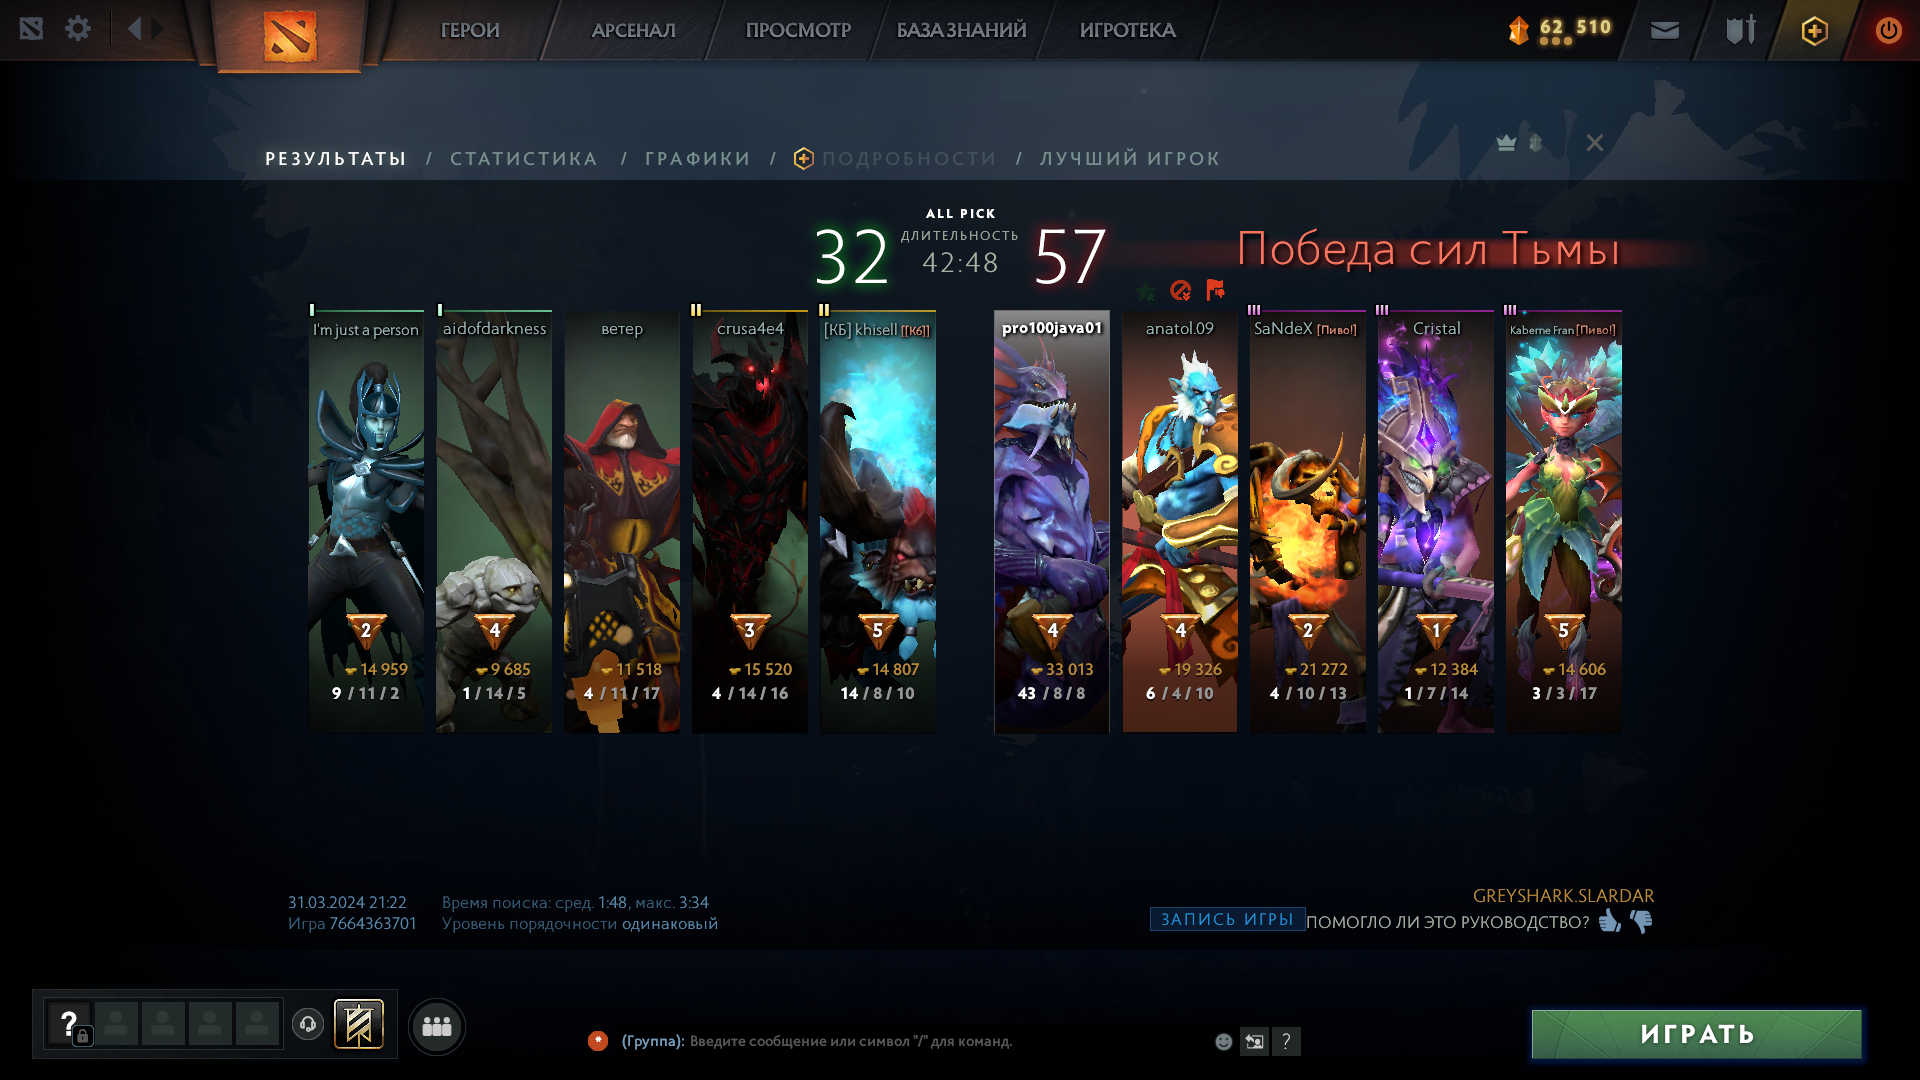 ГЕРОИ
АРСЕНАЛ
ПРОСМОТР
БАЗА ЗНАНИЙ
ИГРОТЕКА
62 510
РЕЗУЛЬТАТЫ / СТАТИСТИКА / ГРАФИКИ / ПОДРОБНОСТИ / ЛУЧШИЙ ИГРОК
ALL PICK
32
ДЛИТЕЛЬНОСТЬ
42:48
57
Победа сил Тьмы
I'm just a person
aidofdarkness
ветер
crusa4e4
[КБ] khisell [[К6]]
pro100java01
anatol.09
SaNdeX [Пиво!]
Cristal
Kaberne Fran [Пиво!]
2 4 3 5 4 4 2 1 5
14 959 9 685 11 518 15 520 14 807 33 013 19 326 21 272 12 384 14 606
9 / 11 / 2 1 / 14 / 5 4 / 11 / 17 4 / 14 / 16 14 / 8 / 10 43 / 8 / 8 6 / 4 / 10 4 / 10 / 13 1 / 7 / 14 3 / 3 / 17
31.03.2024 21:22 Время поиска: сред. 1:48, макс. 3:34
Игра 7664363701 Уровень порядочности одинаковый
GREYSHARK.SLARDAR
ЗАПИСЬ ИГРЫ
ПОМОГЛО ЛИ ЭТО РУКОВОДСТВО?
?
(Группа): Введите сообщение или символ "/" для команд.
?
ИГРАТЬ